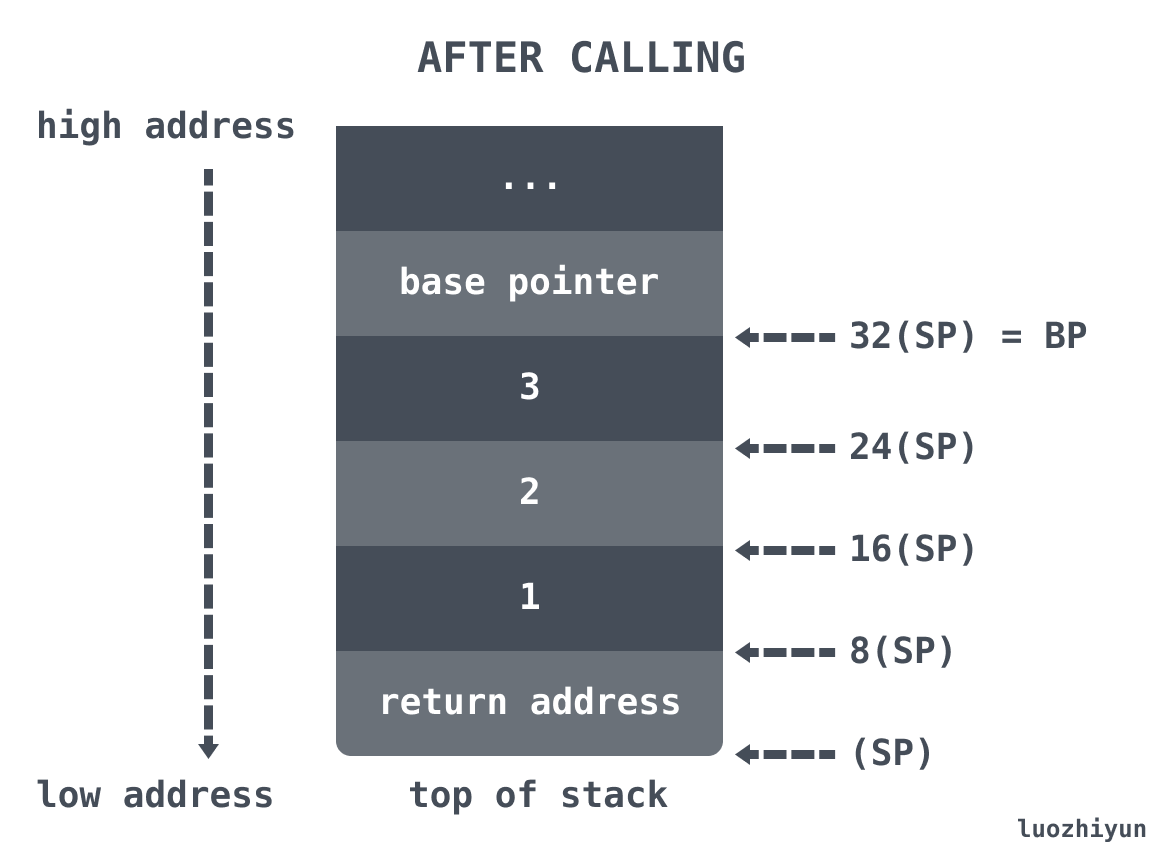 AFTER CALLING
high address
...
base pointer
32(SP) = BP
3
24(SP)
2
16(SP)
1
8(SP)
return address
(SP)
low address
top of stack
luozhiyun